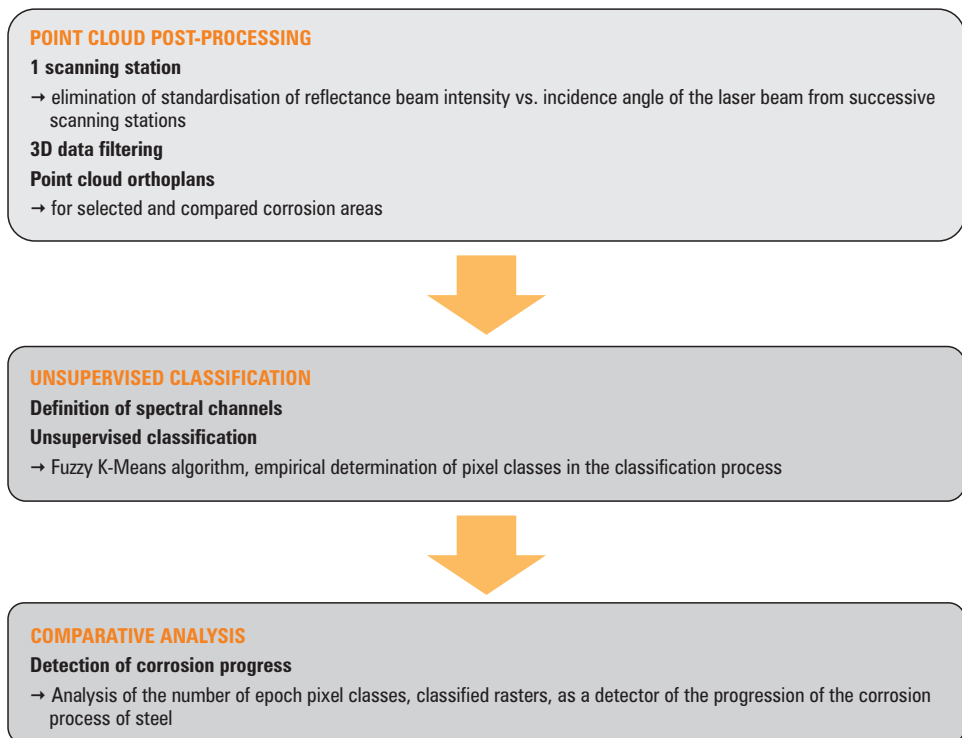 POINT CLOUD POST-PROCESSING
1 scanning station
→ elimination of standardisation of reflectance beam intensity vs. incidence angle of the laser beam from successive
scanning stations
3D data filtering
Point cloud orthoplans
→ for selected and compared corrosion areas
UNSUPERVISED CLASSIFICATION
Definition of spectral channels
Unsupervised classification
→ Fuzzy K-Means algorithm, empirical determination of pixel classes in the classification process
COMPARATIVE ANALYSIS
Detection of corrosion progress
→ Analysis of the number of epoch pixel classes, classified rasters, as a detector of the progression of the corrosion
process of steel